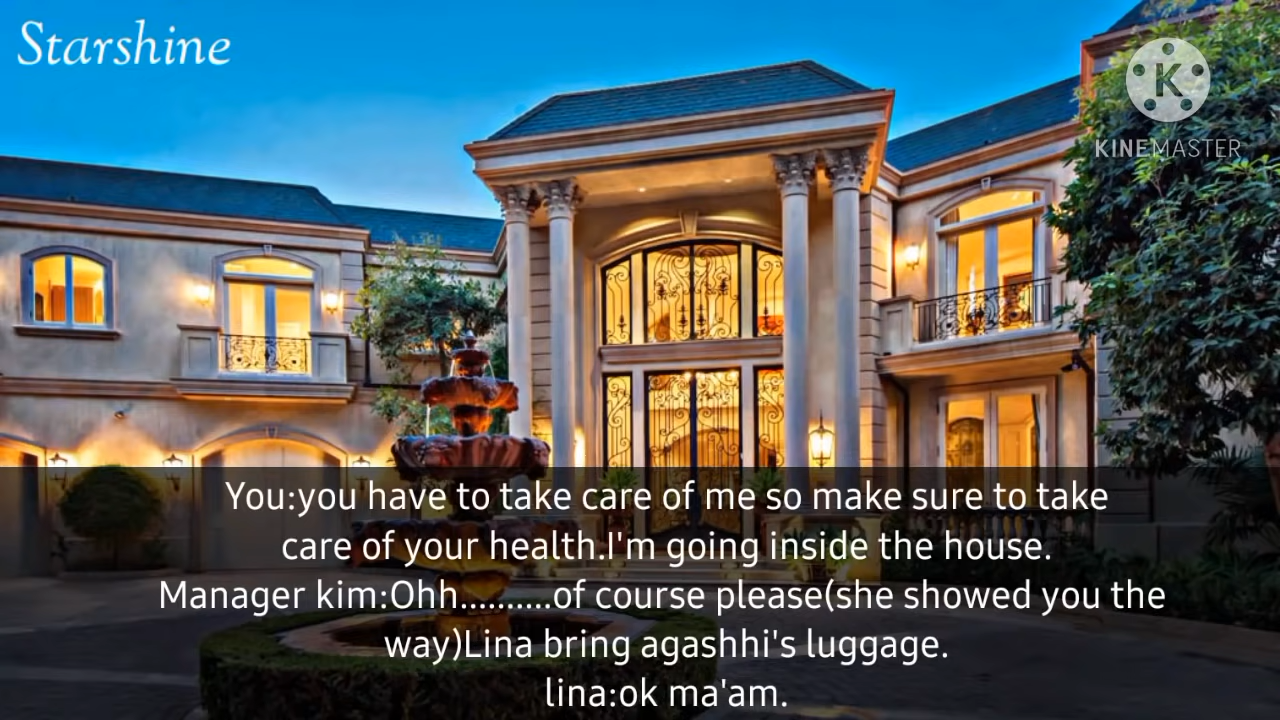 Starshine
KINEMASTER
You:you have to take care of me so make sure to take
care of your health.I'm going inside the house.
Manager kim:Ohh..........of course please(she showed you the
way)Lina bring agashhi's luggage.
lina:ok ma'am.